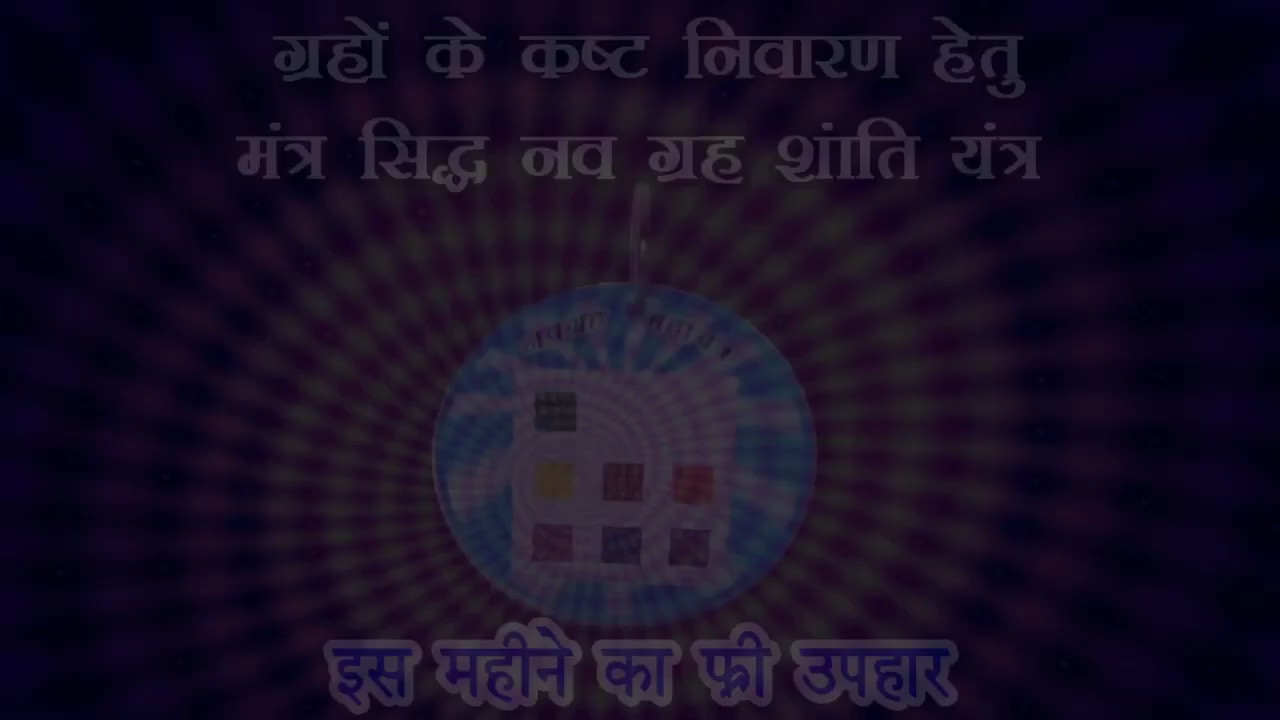 ग्रहों के कष्ट निवारण हेतु
मंत्र सिद्ध नव ग्रह शांति यंत्र
इस महीने का फ्री उपहार